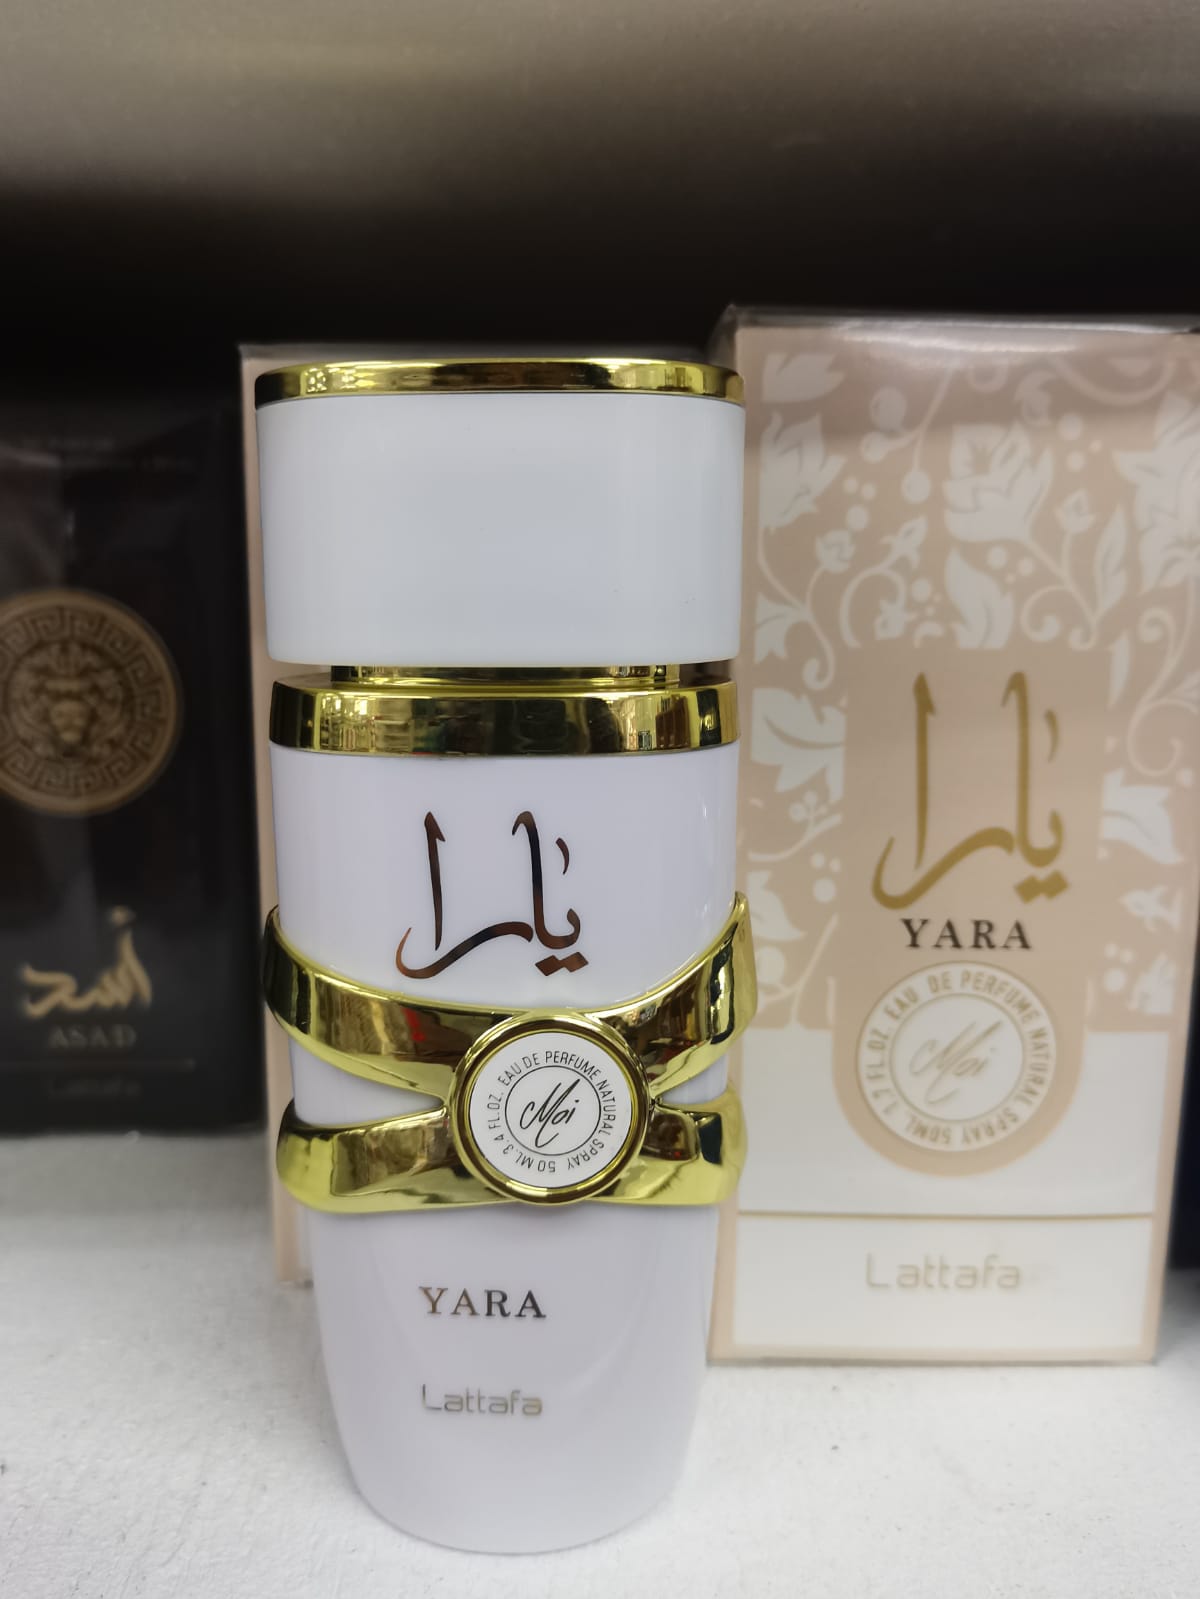 يارا
EAU DE PERFUME NATURAL SPRAY 50 ML 3.4 FL.OZ.
Moi
YARA
Lattafa
يارا
YARA
EAU DE PERFUME NATURAL SPRAY 50ML 1.7 FL.OZ.
Moi
Lattafa
أسد
ASAD
Lattafa